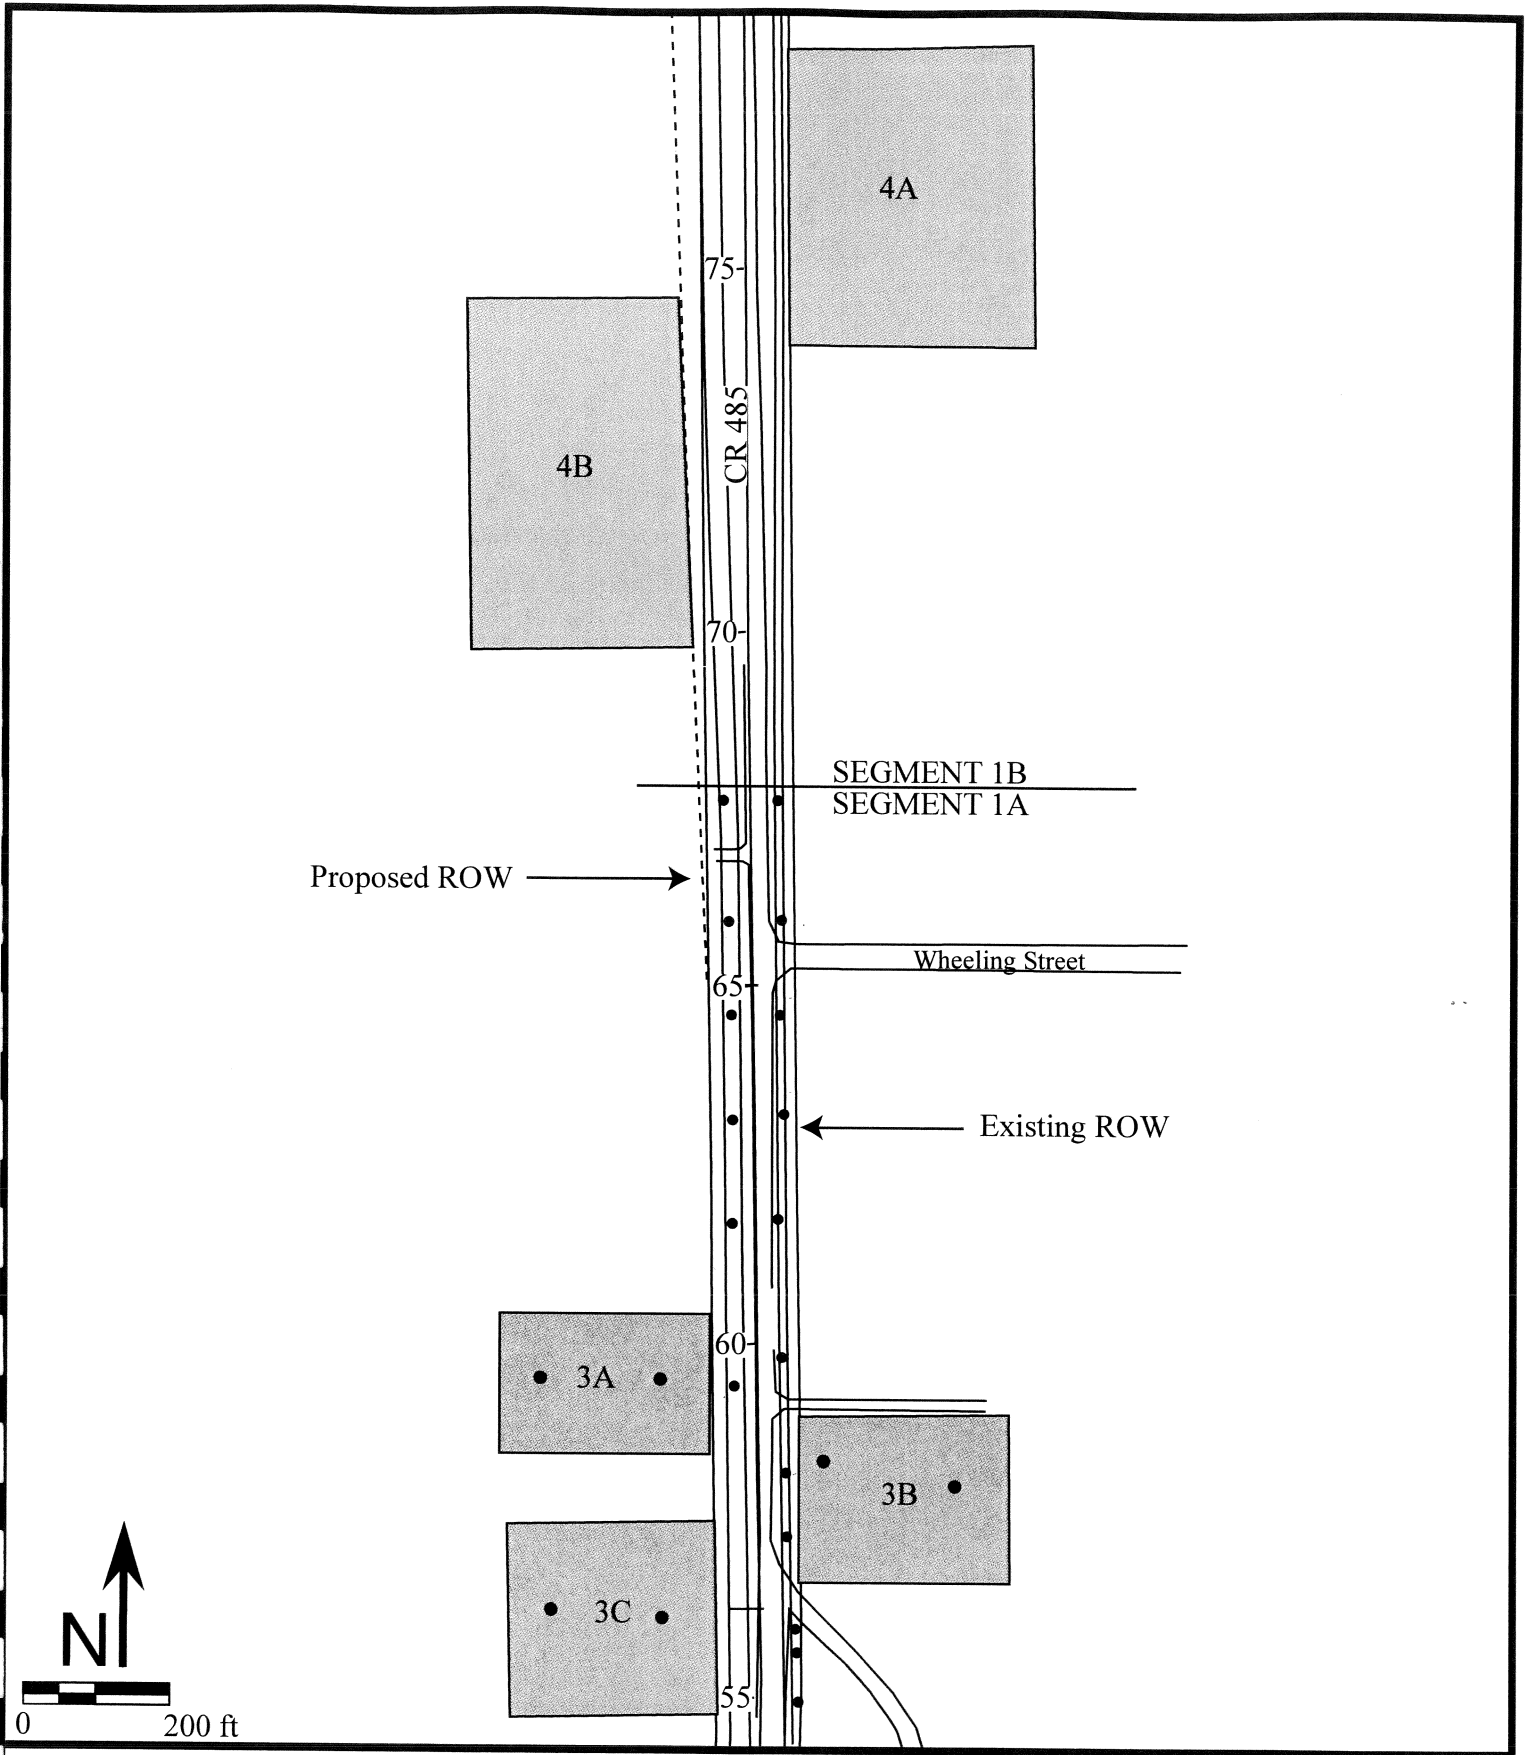 4A
75-
CR 485
4B
70-
SEGMENT 1B
SEGMENT 1A
Proposed ROW
Wheeling Street
65
Existing ROW
60
3A
3B
3C
N
55
0 200 ft